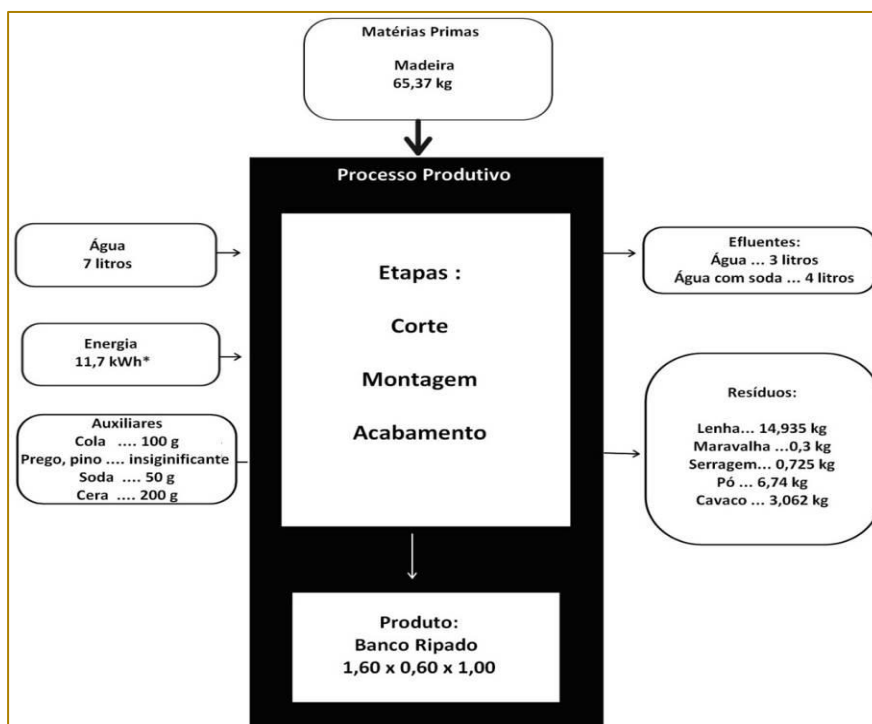 Matérias Primas
Madeira
65,37 kg
Processo Produtivo
Água
7 litros
Energia
11,7 kWh*
Auxiliares
Cola .... 100 g
Prego, pino .... insiginificante
Soda .... 50 g
Cera .... 200 g
Etapas :
Corte
Montagem
Acabamento
Efluentes:
Água ... 3 litros
Água com soda ... 4 litros
Resíduos:
Lenha... 14,935 kg
Maravalha ...0,3 kg
Serragem... 0,725 kg
Pó ... 6,74 kg
Cavaco ... 3,062 kg
Produto:
Banco Ripado
1,60 x 0,60 x 1,00